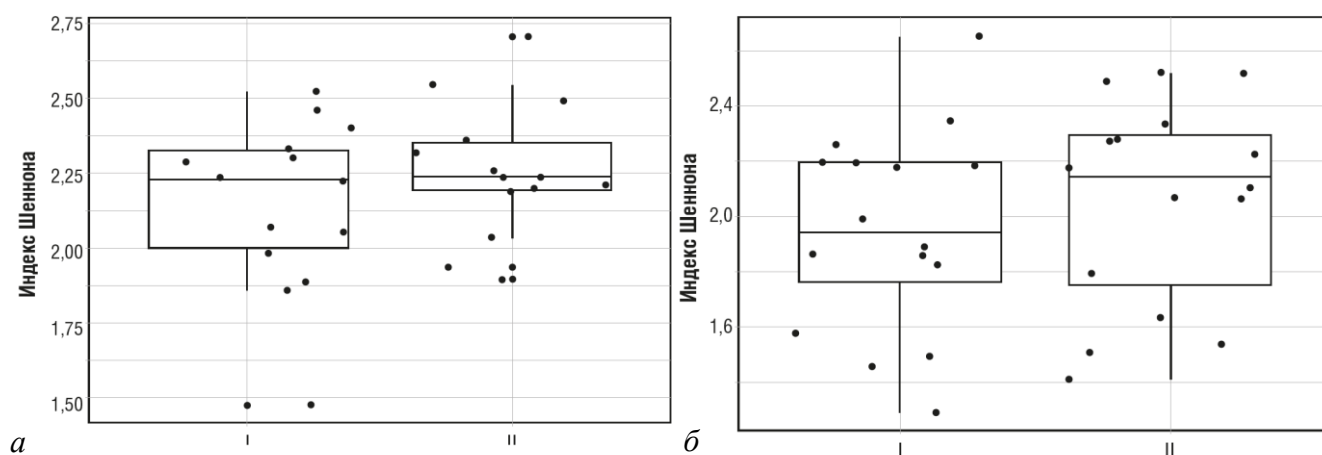 Индекс Шеннона
2,75
2,50
2,25
2,00
1,75
1,50
I
II
а
Индекс Шеннона
2,4
2,0
1,6
I
II
б